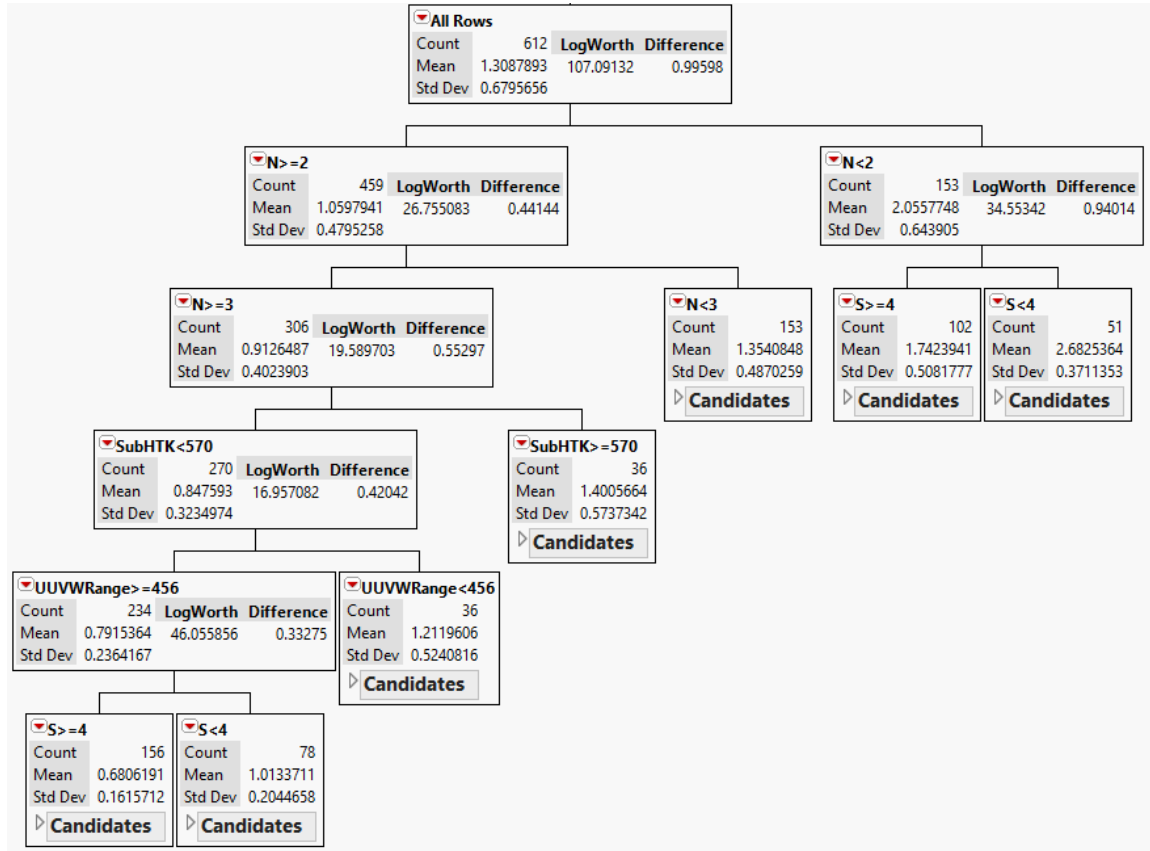 All Rows
Count 612 LogWorth Difference
Mean 1.3087893 107.09132 0.99598
Std Dev 0.6795656
N>=2
Count 459 LogWorth Difference
Mean 1.0597941 26.755083 0.44144
Std Dev 0.4795258
N<2
Count 153 LogWorth Difference
Mean 2.0557748 34.55342 0.94014
Std Dev 0.643905
N>=3
Count 306 LogWorth Difference
Mean 0.9126487 19.589703 0.55297
Std Dev 0.4023903
N<3
Count 153
Mean 1.3540848
Std Dev 0.4870259
Candidates
S>=4
Count 102
Mean 1.7423941
Std Dev 0.5081777
Candidates
S<4
Count 51
Mean 2.6825364
Std Dev 0.3711353
Candidates
SubHTK<570
Count 270 LogWorth Difference
Mean 0.847593 16.957082 0.42042
Std Dev 0.3234974
SubHTK>=570
Count 36
Mean 1.4005664
Std Dev 0.5737342
Candidates
UUVWRange>=456
Count 234 LogWorth Difference
Mean 0.7915364 46.055856 0.33275
Std Dev 0.2364167
UUVWRange<456
Count 36
Mean 1.2119606
Std Dev 0.5240816
Candidates
S>=4
Count 156
Mean 0.6806191
Std Dev 0.1615712
Candidates
S<4
Count 78
Mean 1.0133711
Std Dev 0.2044658
Candidates